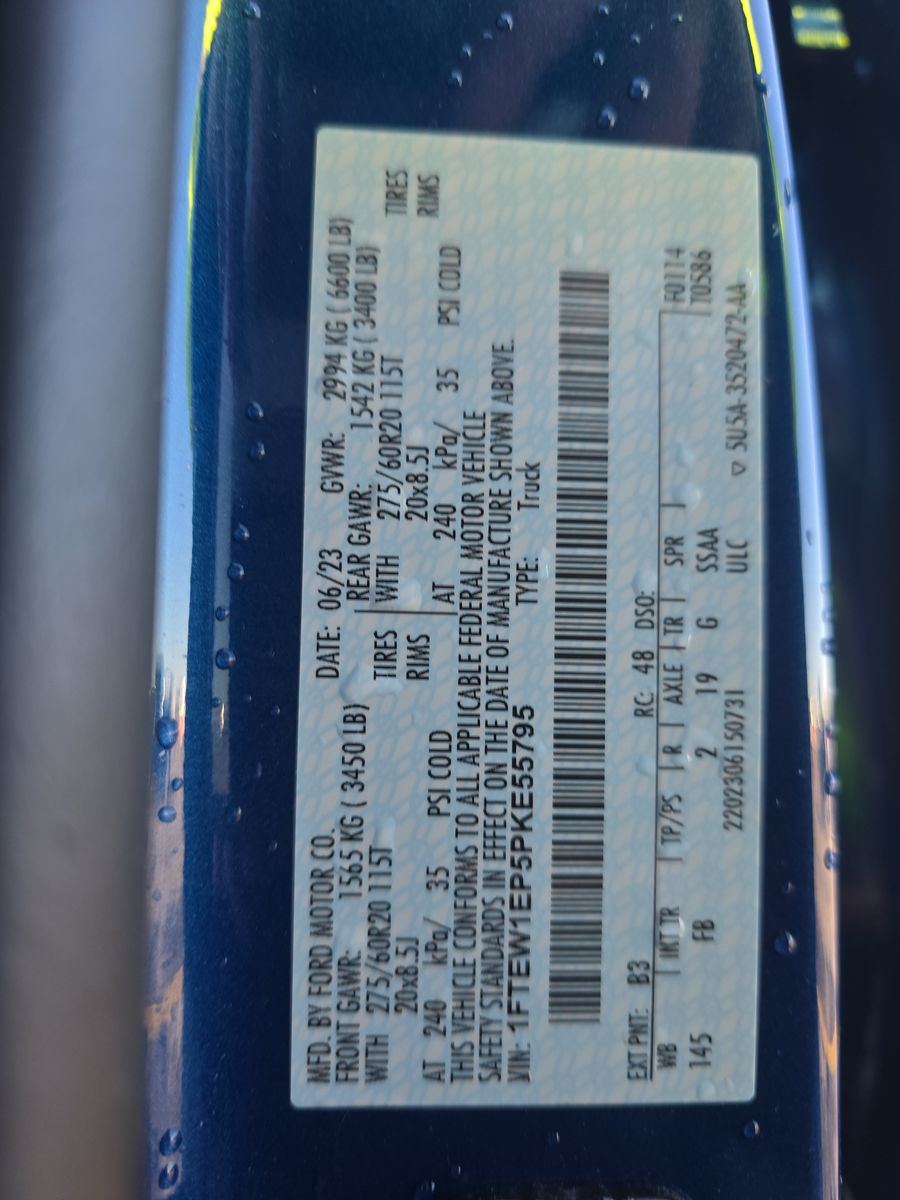 MFD. BY FORD MOTOR CO. DATE: 06/23 GVWR: 2994 KG ( 6600 LB)
FRONT GAWR: 1565 KG ( 3450 LB) REAR GAWR: 1542 KG ( 3400 LB)
WITH 275/60R20 115T TIRES WITH 275/60R20 115T TIRES
20x8.5J RIMS 20x8.5J RIMS
AT 240 kPa/ 35 PSI COLD AT 240 kPa/ 35 PSI COLD
THIS VEHICLE CONFORMS TO ALL APPLICABLE FEDERAL MOTOR VEHICLE
SAFETY STANDARDS IN EFFECT ON THE DATE OF MANUFACTURE SHOWN ABOVE.
VIN: 1FTEW1EP5PKE55795 TYPE: Truck
EXT PNT: B3 RC: 48 DSO:
WB INT TR TP/PS R AXLE TR SPR F0114
145 FB 2 19 G SSAA T0586
2202306150731 ULC ▽ SU5A-3520472-AA